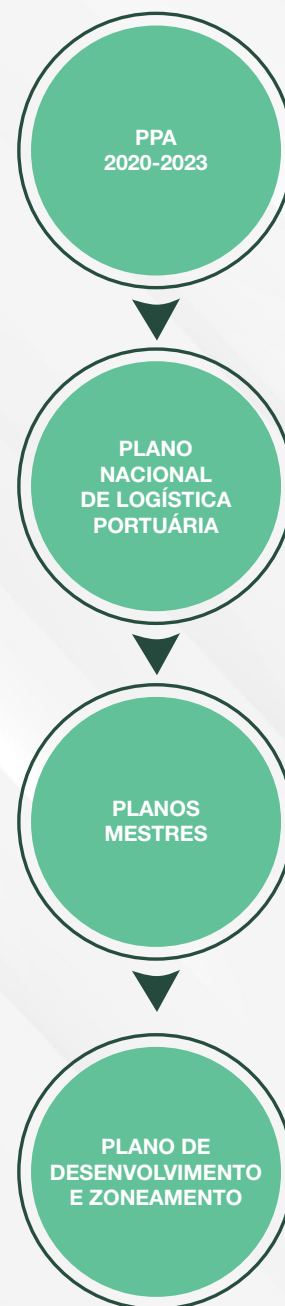 PPA
2020-2023
PLANO
NACIONAL
DE LOGÍSTICA
PORTUÁRIA
PLANOS
MESTRES
PLANO DE
DESENVOLVIMENTO
E ZONEAMENTO